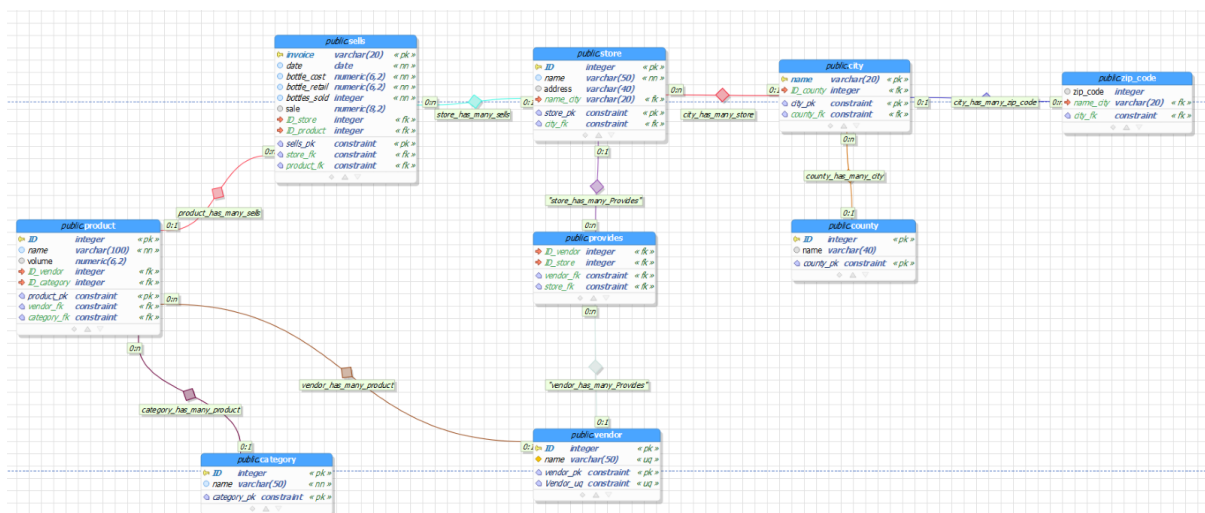 public.sells
invoice varchar(20) « pk »
date date « nn »
bottle_cost numeric(6,2) « nn »
bottle_retail numeric(6,2) « nn »
bottles_sold integer « nn »
sale numeric(8,2)
ID_store integer « fk »
ID_product integer « fk »
sells_pk constraint « pk »
store_fk constraint « fk »
product_fk constraint « fk »
public.store
ID integer « pk »
name varchar(50) « nn »
address varchar(40)
name_city varchar(20) « fk »
store_pk constraint « pk »
city_fk constraint « fk »
public.city
name varchar(20) « pk »
ID_county integer « fk »
city_pk constraint « pk »
county_fk constraint « fk »
public.zip_code
zip_code integer
name_city varchar(20) « fk »
city_fk constraint « fk »
0:n
0:1
store_has_many_sells
0:n
0:1
city_has_many_store
0:1
0:n
city_has_many_zip_code
0:n
county_has_many_city
0:1
0:n
product_has_many_sells
0:1
0:1
"store_has_many_Provides"
0:n
public.product
ID integer « pk »
name varchar(100) « nn »
volume numeric(6,2)
ID_vendor integer « fk »
ID_category integer « fk »
product_pk constraint « pk »
vendor_fk constraint « fk »
category_fk constraint « fk »
public.provides
ID_vendor integer « fk »
ID_store integer « fk »
vendor_fk constraint « fk »
store_fk constraint « fk »
public.county
ID integer « pk »
name varchar(40)
county_pk constraint « pk »
0:n
vendor_has_many_product
0:1
0:n
"vendor_has_many_Provides"
0:1
0:n
category_has_many_product
0:1
public.category
ID integer « pk »
name varchar(50) « nn »
category_pk constraint « pk »
public.vendor
ID integer « pk »
name varchar(50) « uq »
vendor_pk constraint « pk »
Vendor_uq constraint « uq »